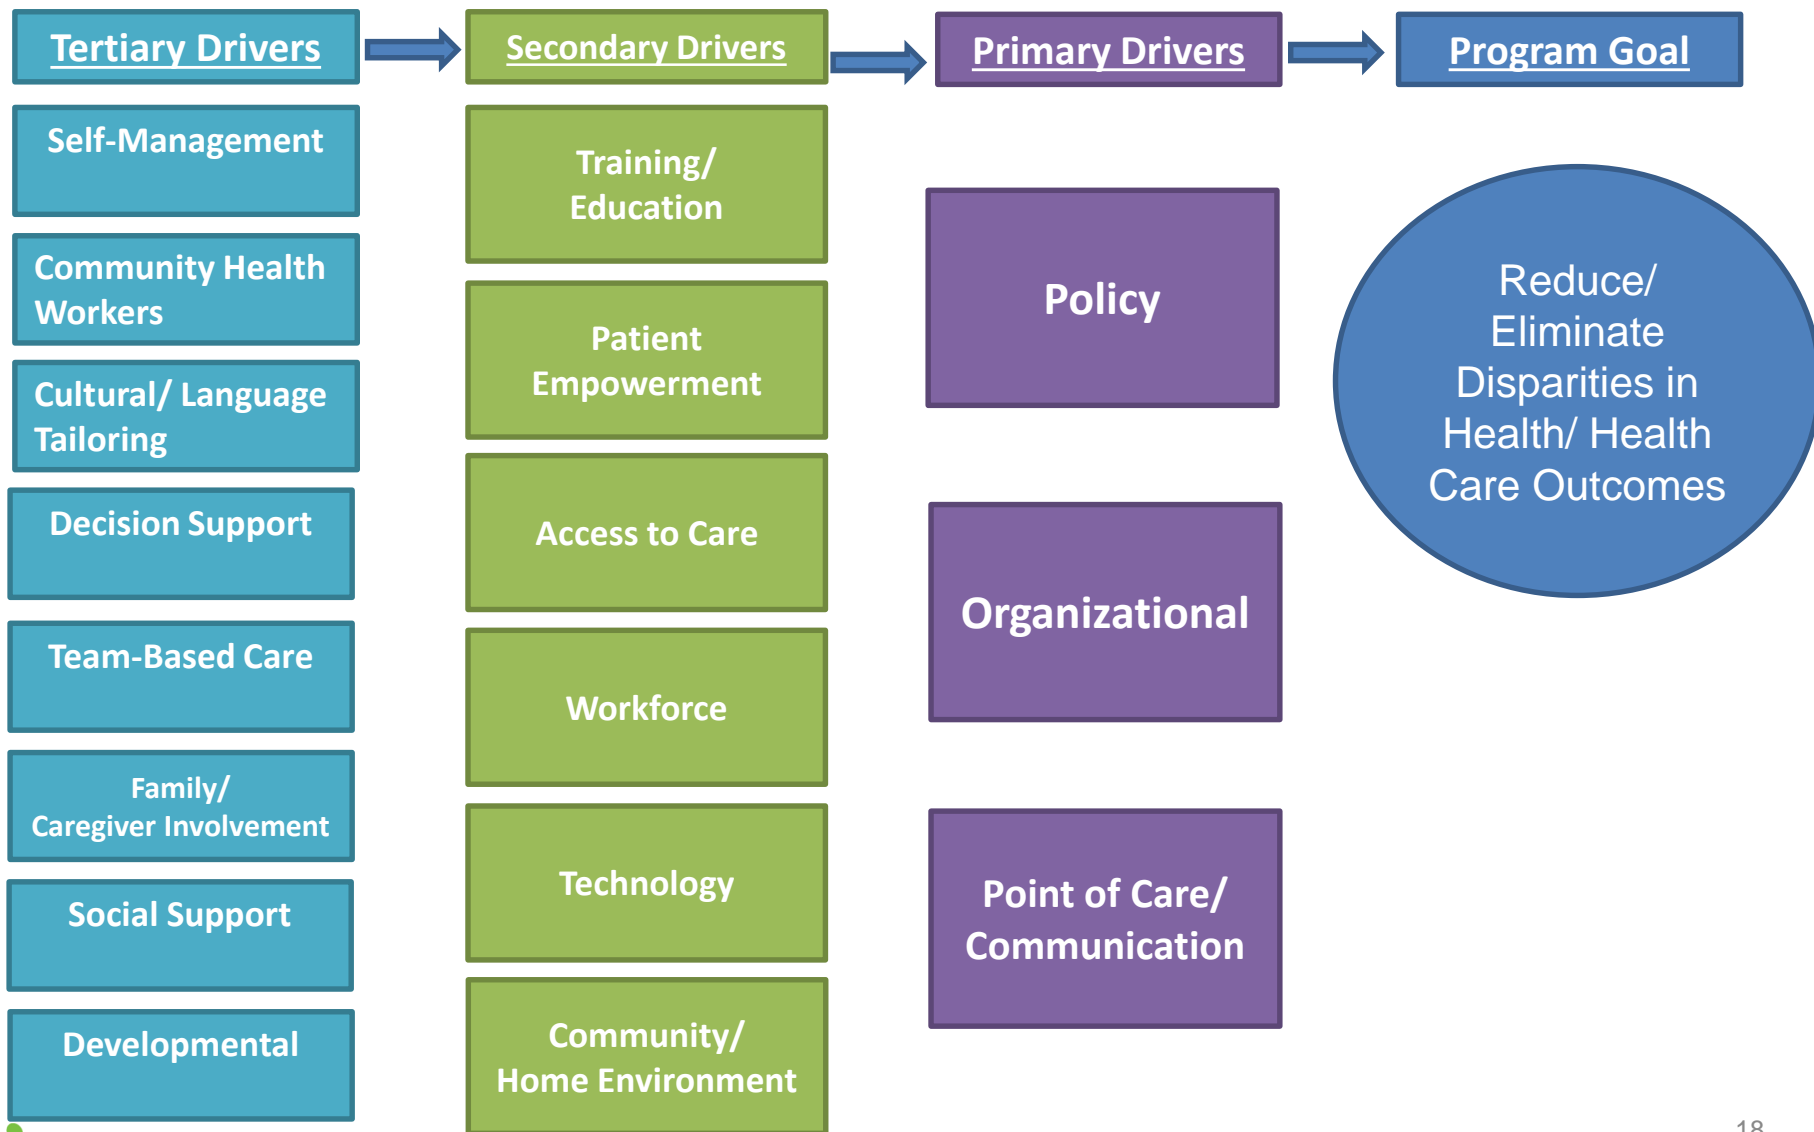 Tertiary Drivers
Secondary Drivers
Primary Drivers
Program Goal
Self-Management
Community Health
Workers
Cultural/ Language
Tailoring
Decision Support
Team-Based Care
Family/
Caregiver Involvement
Social Support
Developmental
Training/
Education
Patient
Empowerment
Access to Care
Workforce
Technology
Community/
Home Environment
Policy
Organizational
Point of Care/
Communication
Reduce/
Eliminate
Disparities in
Health/ Health
Care Outcomes
18